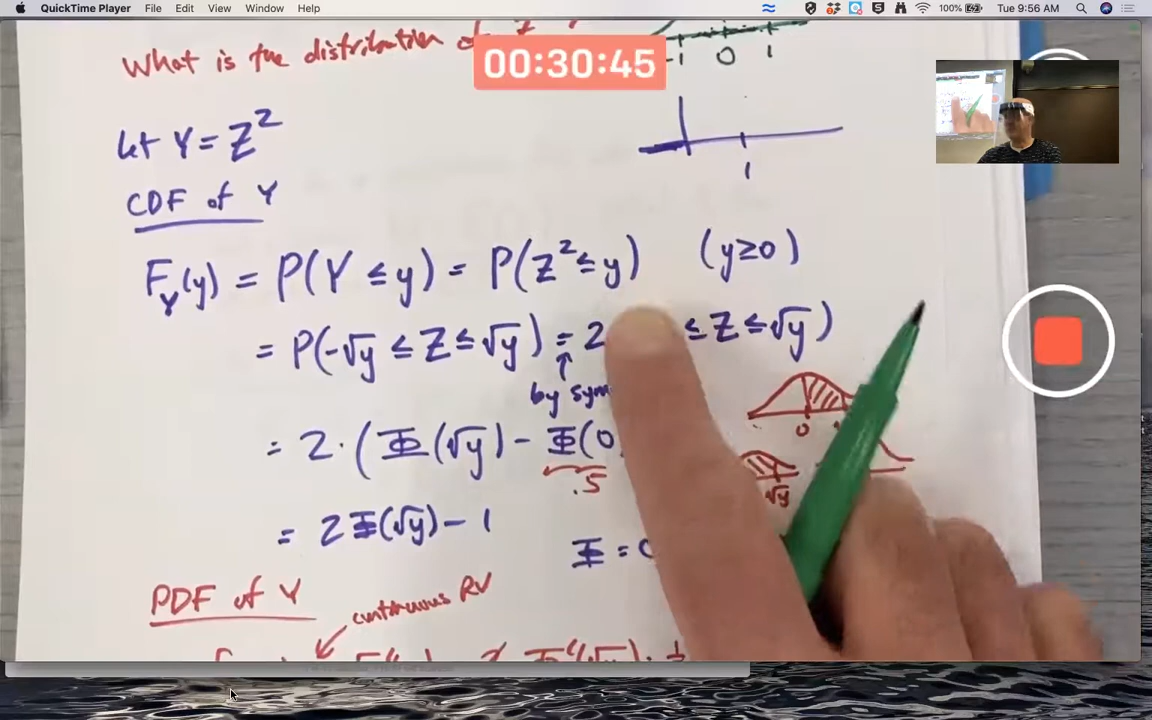 QuickTime Player File Edit View Window Help 100% Tue 9:56 AM
What is the distribution
00:30:45
-1 0 1
let Y = Z²
1
CDF of Y
F_Y(y) = P(Y ≤ y) = P(Z² ≤ y) (y ≥ 0)
= P(-√y ≤ Z ≤ √y) = 2 ≤ Z ≤ √y)
↑
by sym
0
= 2·(Φ(√y) - Φ(0
.5
√y
= 2Φ(√y) - 1
Φ =
PDF of Y
continuous RV